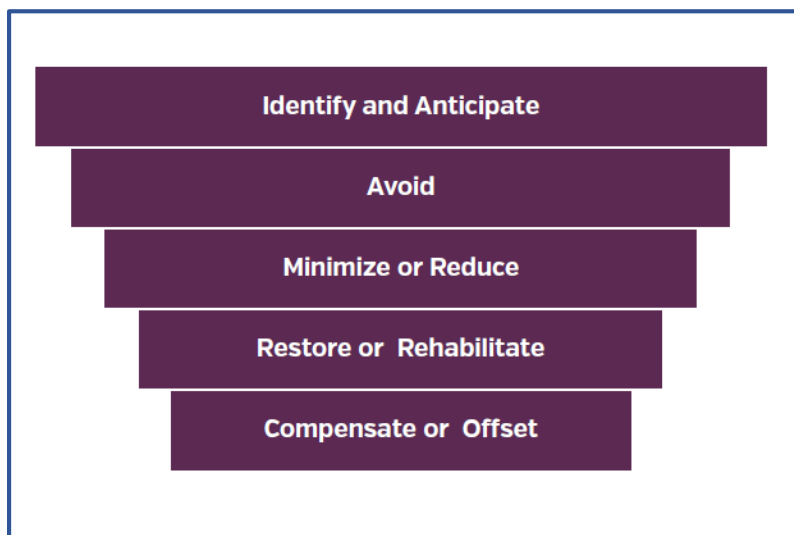 Identify and Anticipate
Avoid
Minimize or Reduce
Restore or  Rehabilitate
Compensate or  Offset